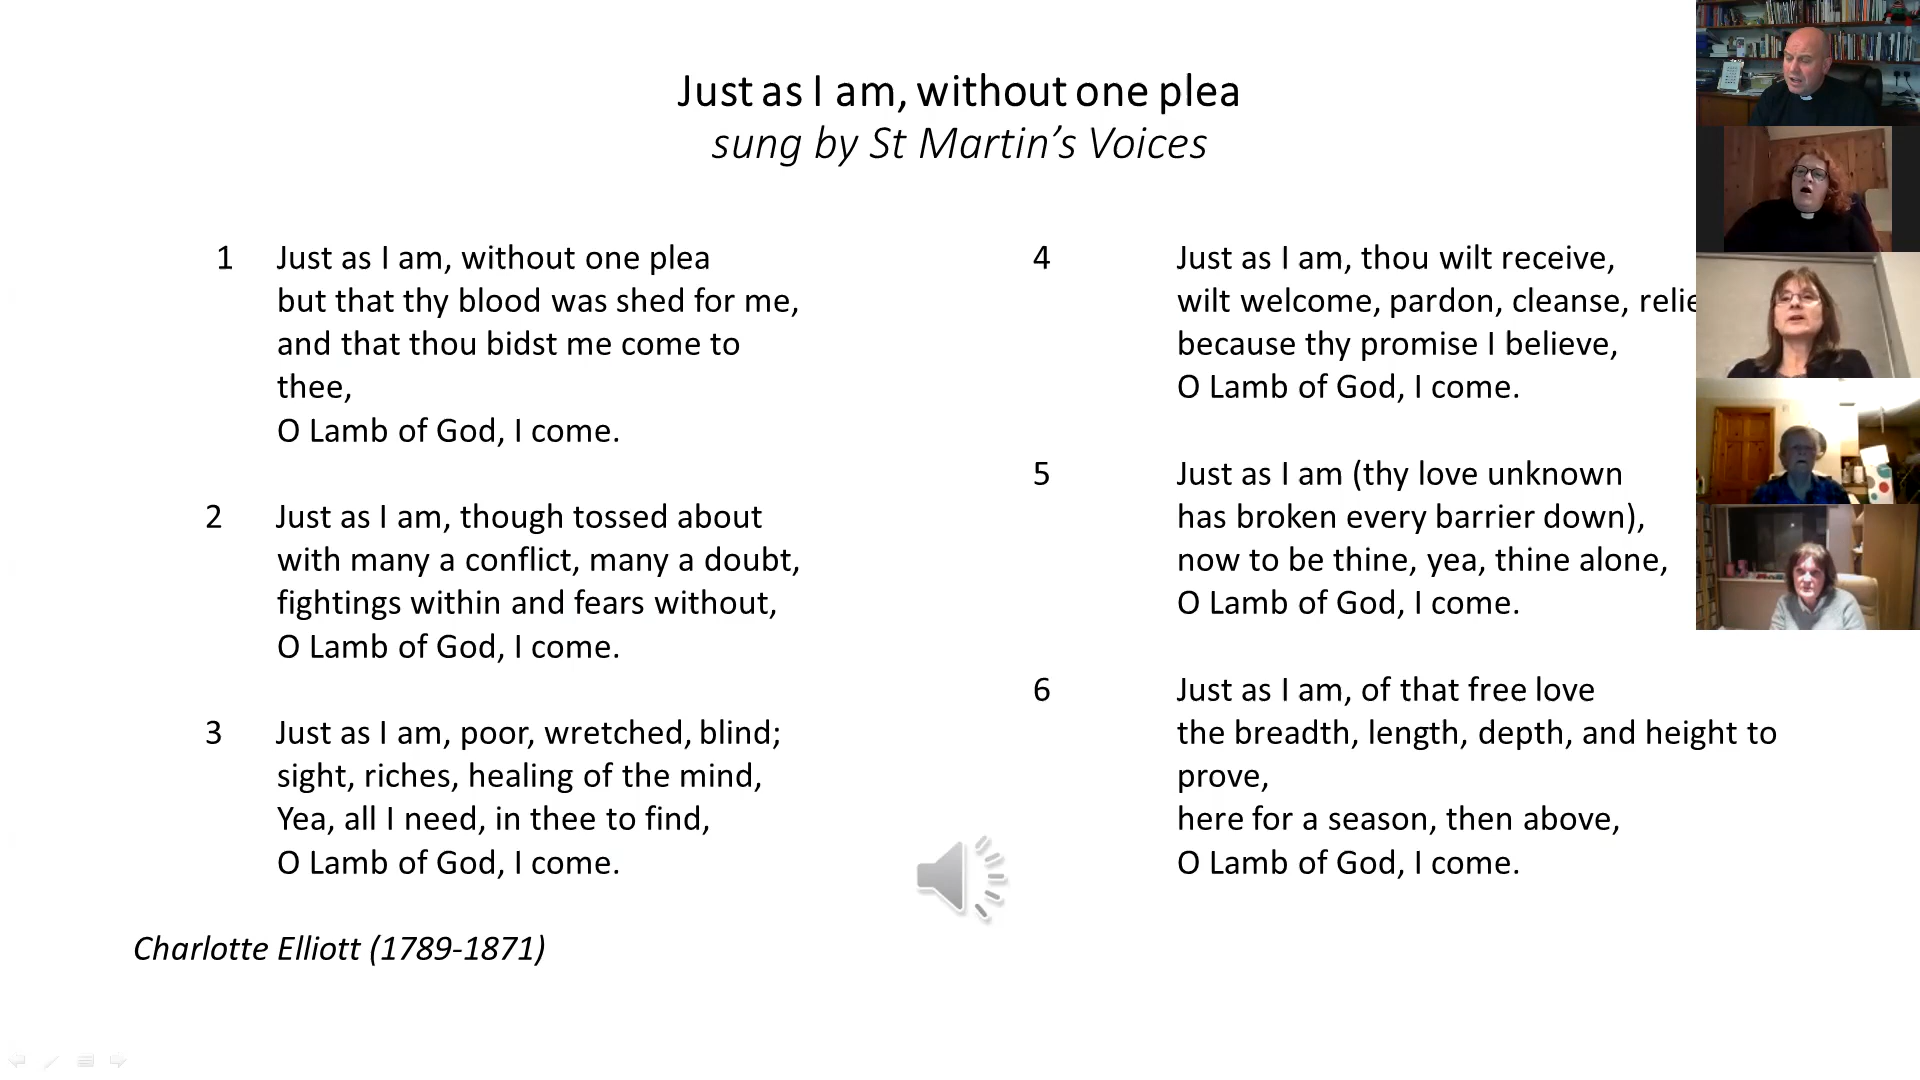 Just as I am, without one plea
sung by St Martin's Voices
1 Just as I am, without one plea
but that thy blood was shed for me,
and that thou bidst me come to
thee,
O Lamb of God, I come.
2 Just as I am, though tossed about
with many a conflict, many a doubt,
fightings within and fears without,
O Lamb of God, I come.
3 Just as I am, poor, wretched, blind;
sight, riches, healing of the mind,
Yea, all I need, in thee to find,
O Lamb of God, I come.
Charlotte Elliott (1789-1871)
4 Just as I am, thou wilt receive,
wilt welcome, pardon, cleanse,
because thy promise I believe,
O Lamb of God, I come.
5 Just as I am (thy love unknown
has broken every barrier down),
now to be thine, yea, thine alone,
O Lamb of God, I come.
6 Just as I am, of that free love
the breadth, length, depth, and height to
prove,
here for a season, then above,
O Lamb of God, I come.